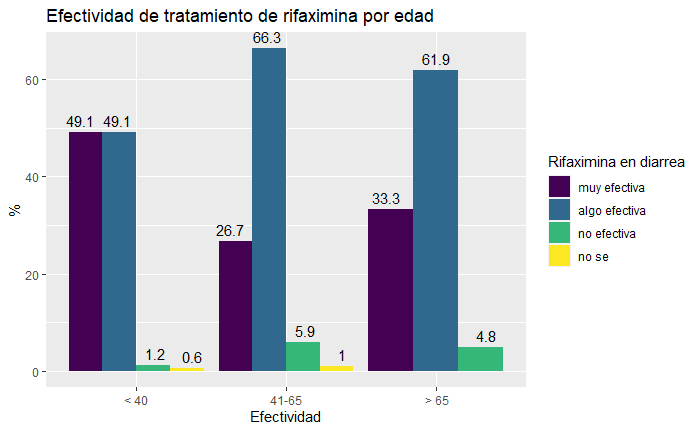 Efectividad de tratamiento de rifaximina por edad
66.3
61.9
60
49.1 49.1
40
33.3
26.7
20
5.9
4.8
1.2
0.6
1
0
%
< 40
41-65
> 65
Efectividad
Rifaximina en diarrea
muy efectiva
algo efectiva
no efectiva
no se